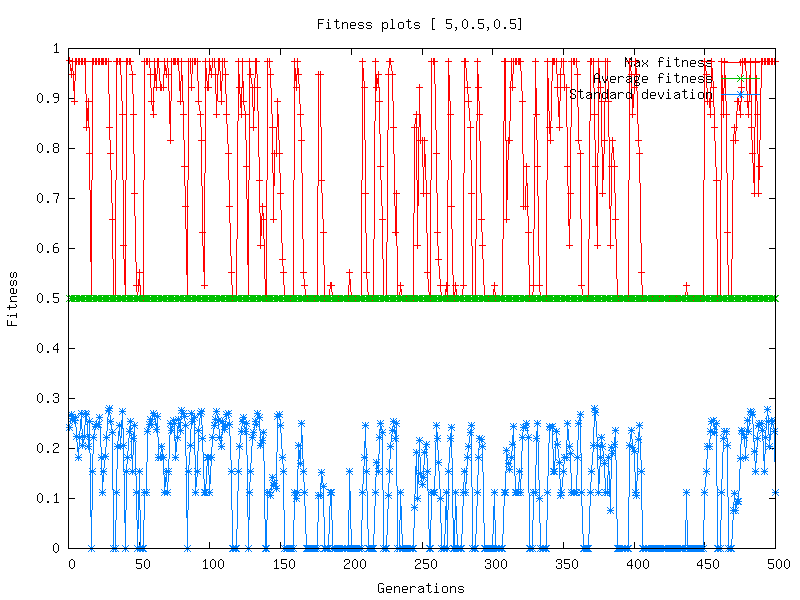 Fitness plots [ 5,0.5,0.5]
Max fitness
Average fitness
Standard deviation
1
0.9
0.8
0.7
0.6
0.5
0.4
0.3
0.2
0.1
0
Fitness
0 50 100 150 200 250 300 350 400 450 500
Generations